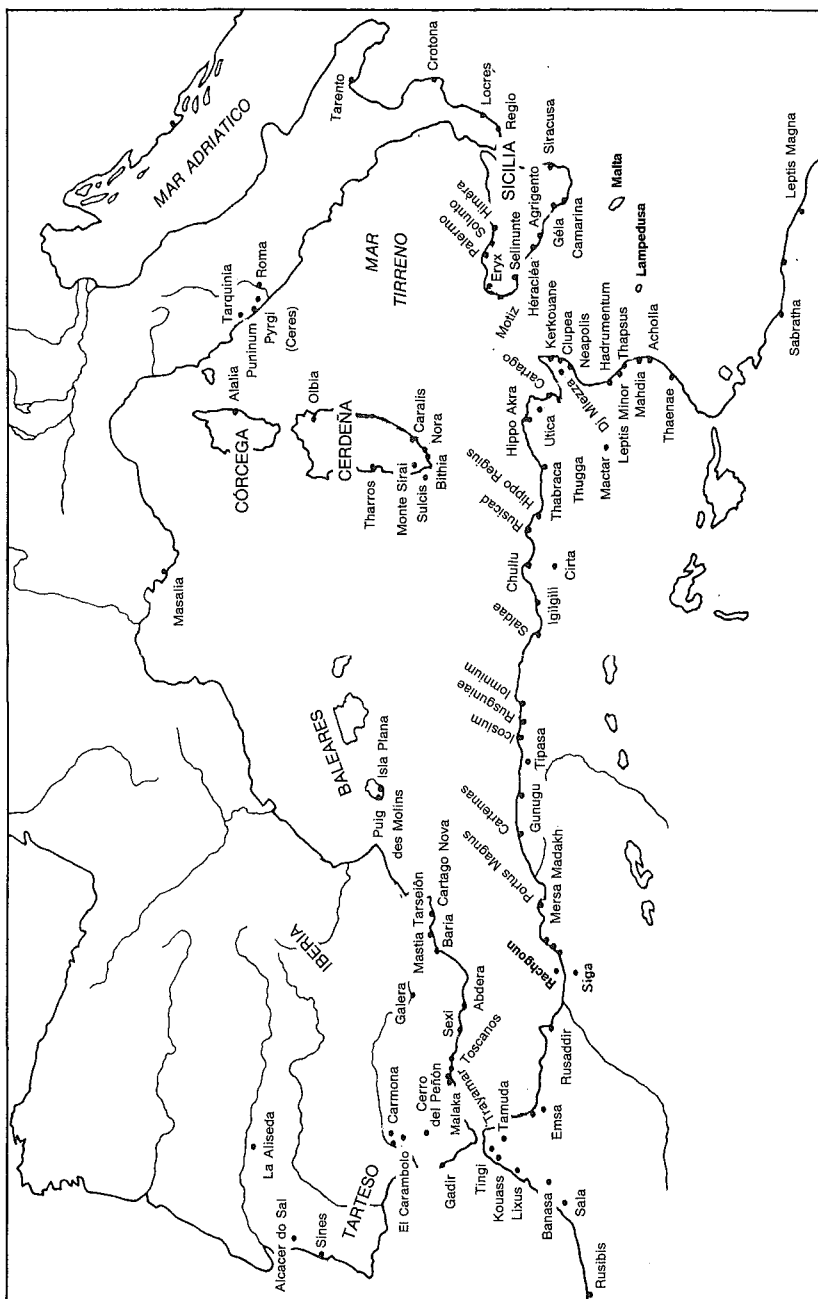 MAR ADRIATICO
Tarento
Crotona
Locres
Regio
SICILIA
Siracusa
Himéra
Solunto
Palermo
Eryx
Motiz
Selinunte
Héracléa
Agrigento
Géla
Camarina
Malta
Lampedusa
Leptis Magna
Sabratha
MAR
TIRRENO
Tarquinia
Roma
Puninum
Pyrgi
(Ceres)
Alalia
CÓRCEGA
Olbia
CERDEÑA
Tharros
Caralis
Nora
Monte Sirai
Sulcis
Bithia
Masalia
BALEARES
Isla Plana
Puig
des Molins
IBERIA
Mastia Tarseiôn
Cartago Nova
Baria
Galera
Abdera
Sexi
Toscanos
Trayamar
Malaka
Cerro
del Peñón
Carmona
El Carambolo
Gadir
TARTESO
La Aliseda
Alcacer do Sal
Sines
Kerkouane
Clupea
Neapolis
Cartago
Dj Mlezza
Hadrumentum
Thapsus
Leptis Minor
Mahdia
Acholla
Thaenae
Mactar
Hippo Akra
Utica
Thabraca
Thugga
Hippo Regius
Rusicad
Chullu
Cirta
Igilgili
Saldae
Iomnium
Rusguniae
Icosium
Tipasa
Gunugu
Cartennas
Portus Magnus
Mersa Madakh
Rachgoun
Siga
Rusaddir
Emsa
Tamuda
Tingi
Kouass
Lixus
Banasa
Sala
Rusibis